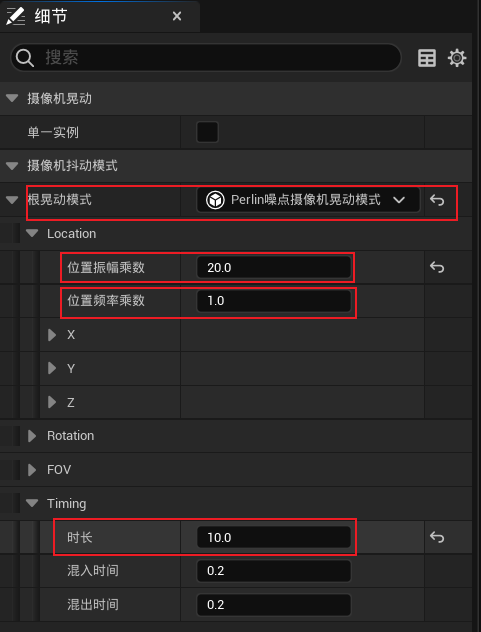 细节
搜索
摄像机晃动
单一实例
摄像机抖动模式
根晃动模式 Perlin噪点摄像机晃动模式
Location
位置振幅乘数 20.0
位置频率乘数 1.0
X
Y
Z
Rotation
FOV
Timing
时长 10.0
混入时间 0.2
混出时间 0.2